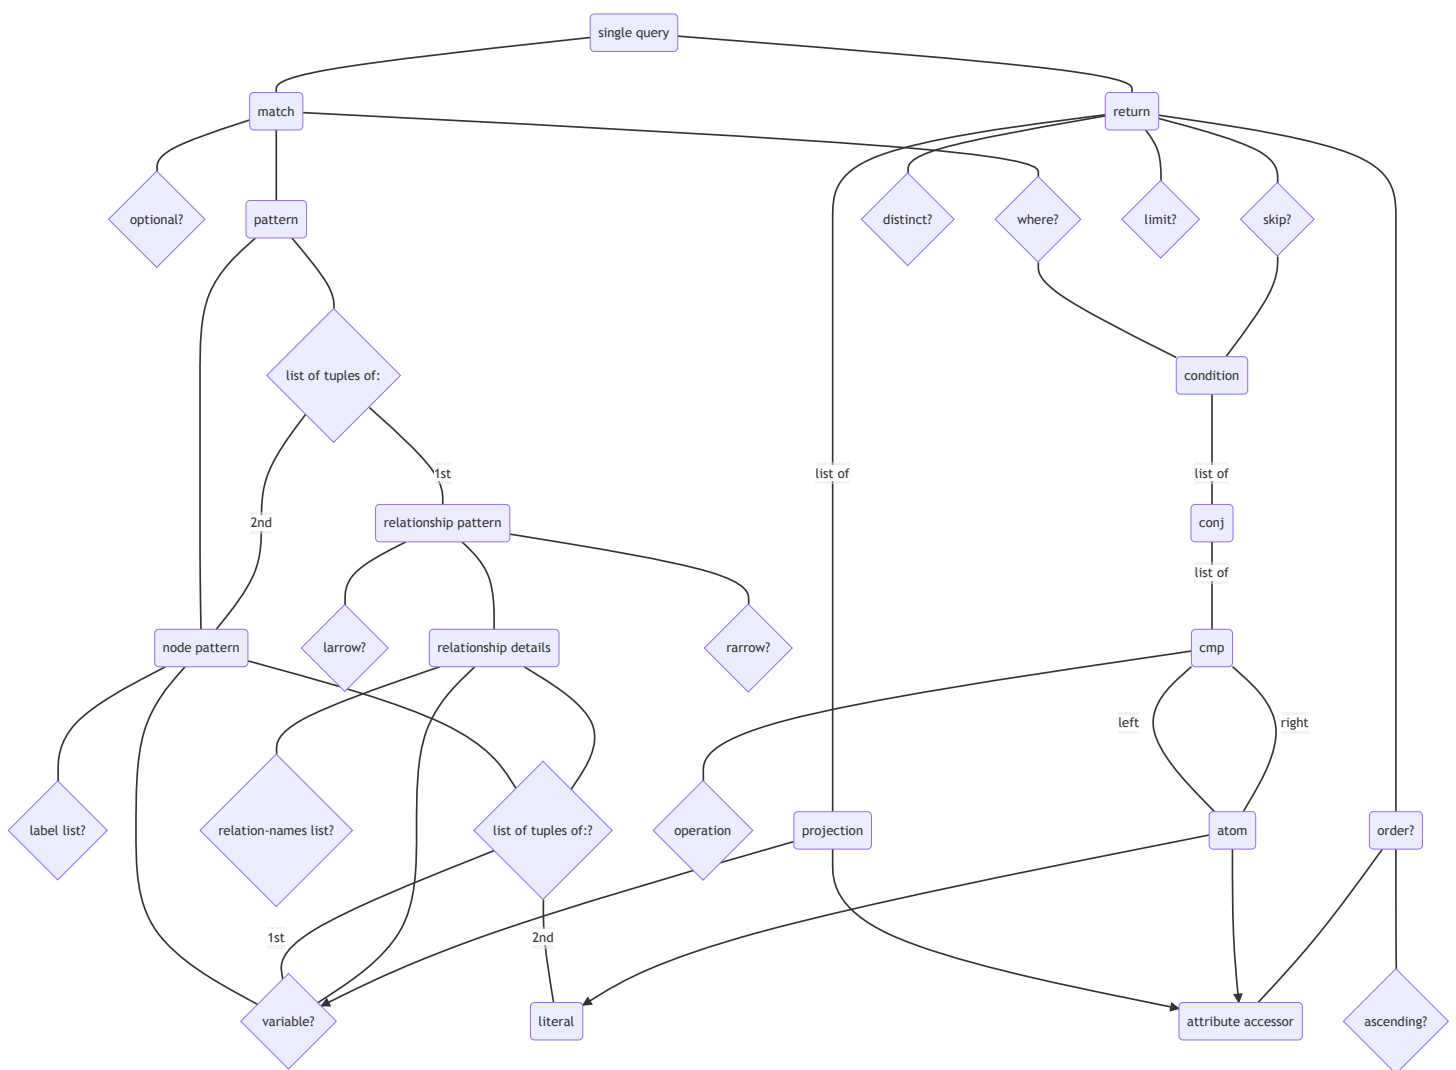 single query
match
return
optional?
pattern
distinct?
where?
limit?
skip?
list of tuples of:
condition
1st
list of
list of
2nd
relationship pattern
conj
list of
node pattern
larrow?
relationship details
rarrow?
cmp
left
right
label list?
relation-names list?
list of tuples of:?
operation
projection
atom
order?
1st
2nd
variable?
literal
attribute accessor
ascending?